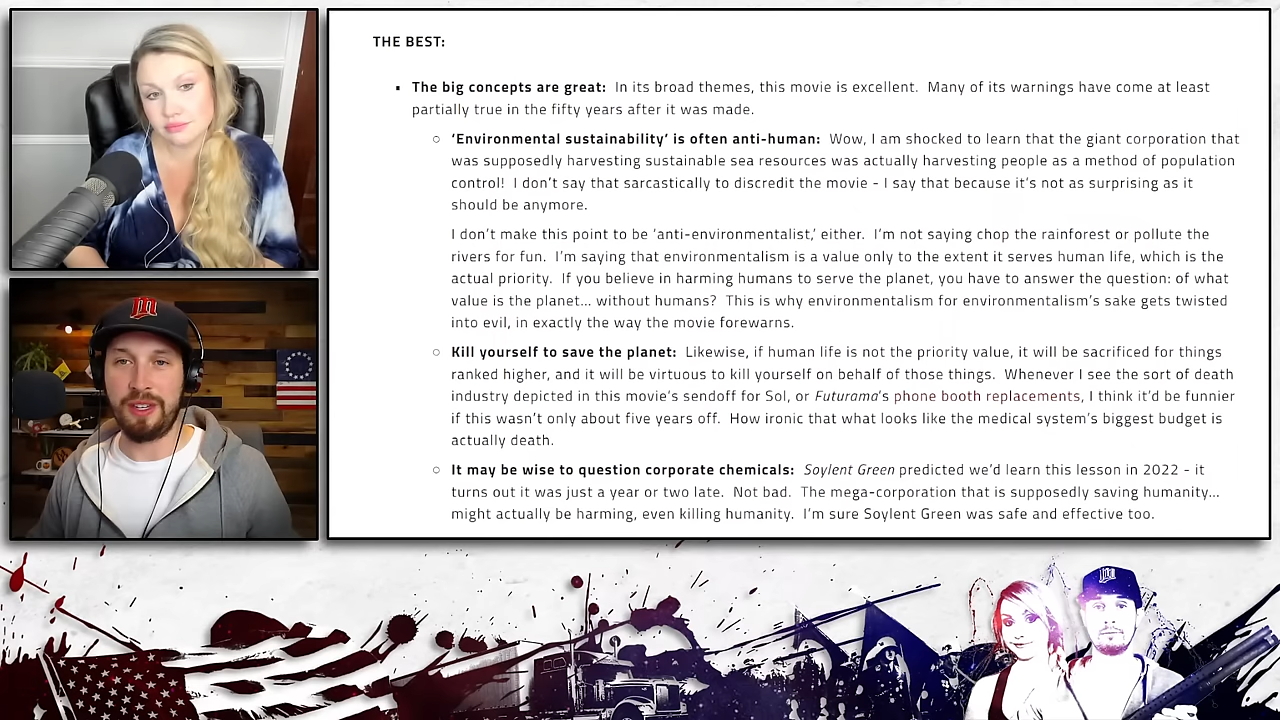 THE BEST:
▪ The big concepts are great: In its broad themes, this movie is excellent. Many of its warnings have come at least
partially true in the fifty years after it was made.
○ ‘Environmental sustainability’ is often anti-human: Wow, I am shocked to learn that the giant corporation that
was supposedly harvesting sustainable sea resources was actually harvesting people as a method of population
control! I don’t say that sarcastically to discredit the movie - I say that because it’s not as surprising as it
should be anymore.
I don’t make this point to be ‘anti-environmentalist,’ either. I’m not saying chop the rainforest or pollute the
rivers for fun. I’m saying that environmentalism is a value only to the extent it serves human life, which is the
actual priority. If you believe in harming humans to serve the planet, you have to answer the question: of what
value is the planet... without humans? This is why environmentalism for environmentalism’s sake gets twisted
into evil, in exactly the way the movie forewarns.
○ Kill yourself to save the planet: Likewise, if human life is not the priority value, it will be sacrificed for things
ranked higher, and it will be virtuous to kill yourself on behalf of those things. Whenever I see the sort of death
industry depicted in this movie’s sendoff for Sol, or Futurama’s phone booth replacements, I think it’d be funnier
if this wasn’t only about five years off. How ironic that what looks like the medical system’s biggest budget is
actually death.
○ It may be wise to question corporate chemicals: Soylent Green predicted we’d learn this lesson in 2022 - it
turns out it was just a year or two late. Not bad. The mega-corporation that is supposedly saving humanity...
might actually be harming, even killing humanity. I’m sure Soylent Green was safe and effective too.